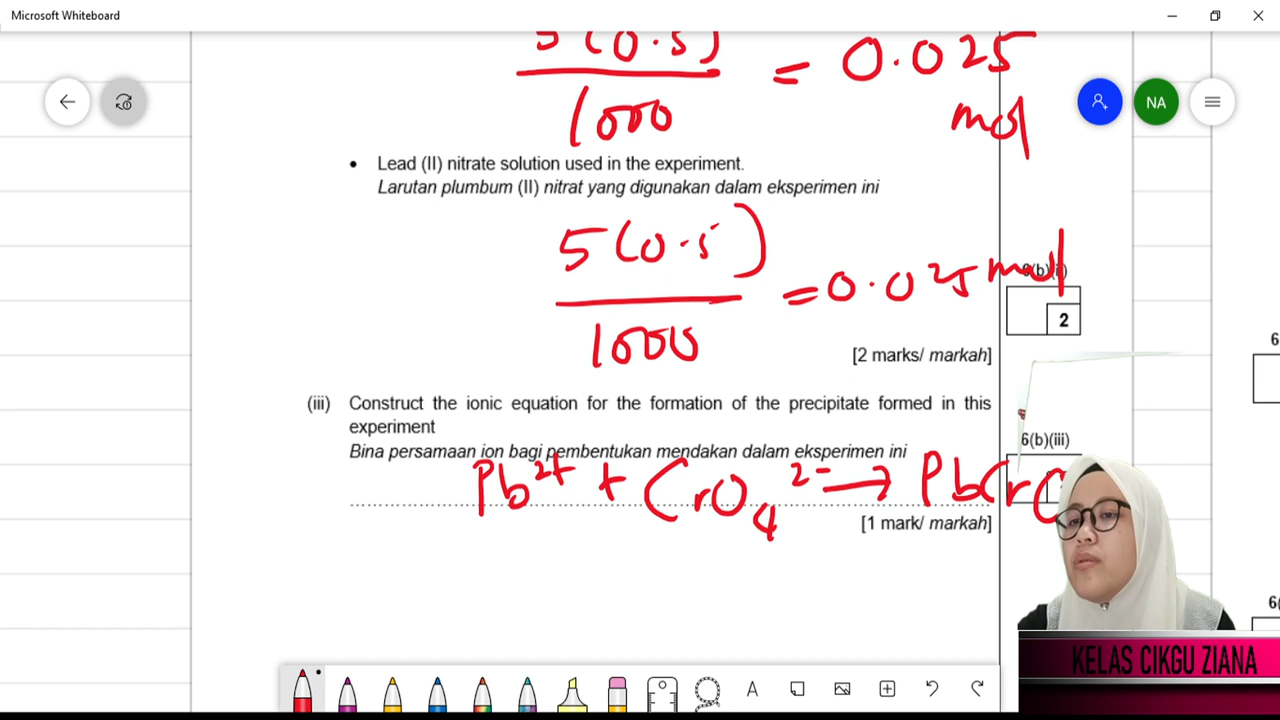 Microsoft Whiteboard
5(0.5)
1000
= 0.025
mol
NA
• Lead (II) nitrate solution used in the experiment.
Larutan plumbum (II) nitrat yang digunakan dalam eksperimen ini
5(0.5)
1000
= 0.025 mol
2
[2 marks/ markah]
6
(iii) Construct the ionic equation for the formation of the precipitate formed in this
experiment
Bina persamaan ion bagi pembentukan mendakan dalam eksperimen ini
6(b)(iii)
Pb²⁺ + CrO₄²⁻ → PbCrO
[1 mark/ markah]
KELAS CIKGU ZIANA
A